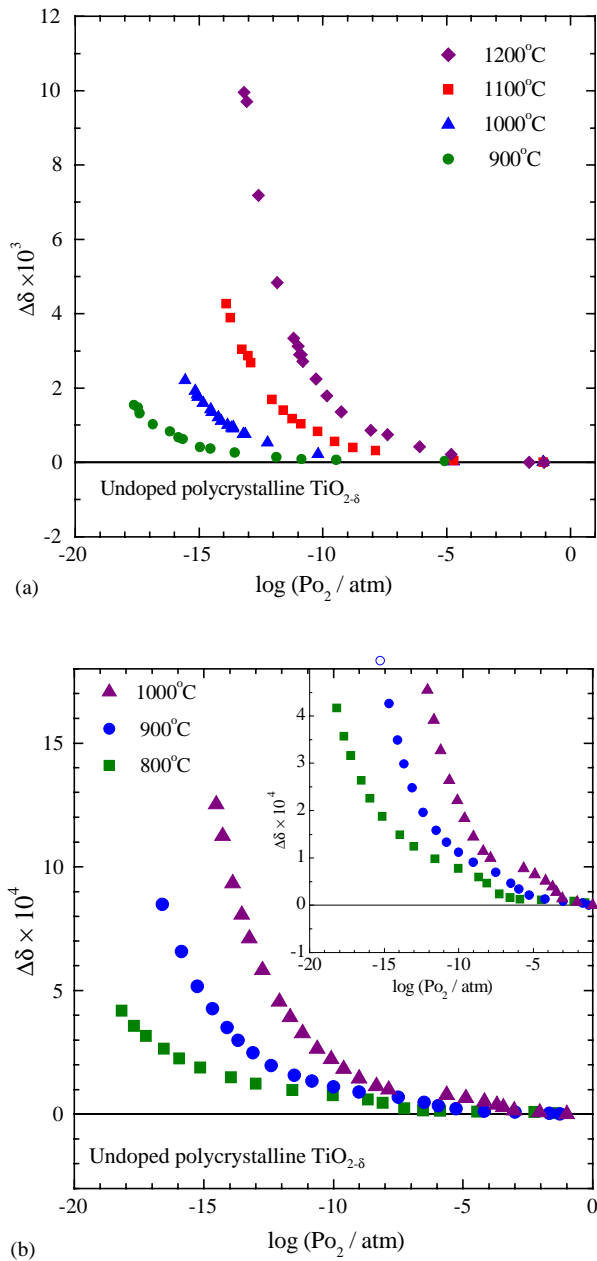 12
10
8
6
4
2
0
-2
Δδ ×10³
1200°C
1100°C
1000°C
900°C
Undoped polycrystalline TiO₂₋δ
-20 -15 -10 -5 0
(a)
log (Po₂ / atm)
15
10
5
0
Δδ × 10⁴
1000°C
900°C
800°C
4
3
2
1
0
-1
Δδ × 10⁴
-20 -15 -10 -5
log (Po₂ / atm)
Undoped polycrystalline TiO₂₋δ
-20 -15 -10 -5 0
(b)
log (Po₂ / atm)